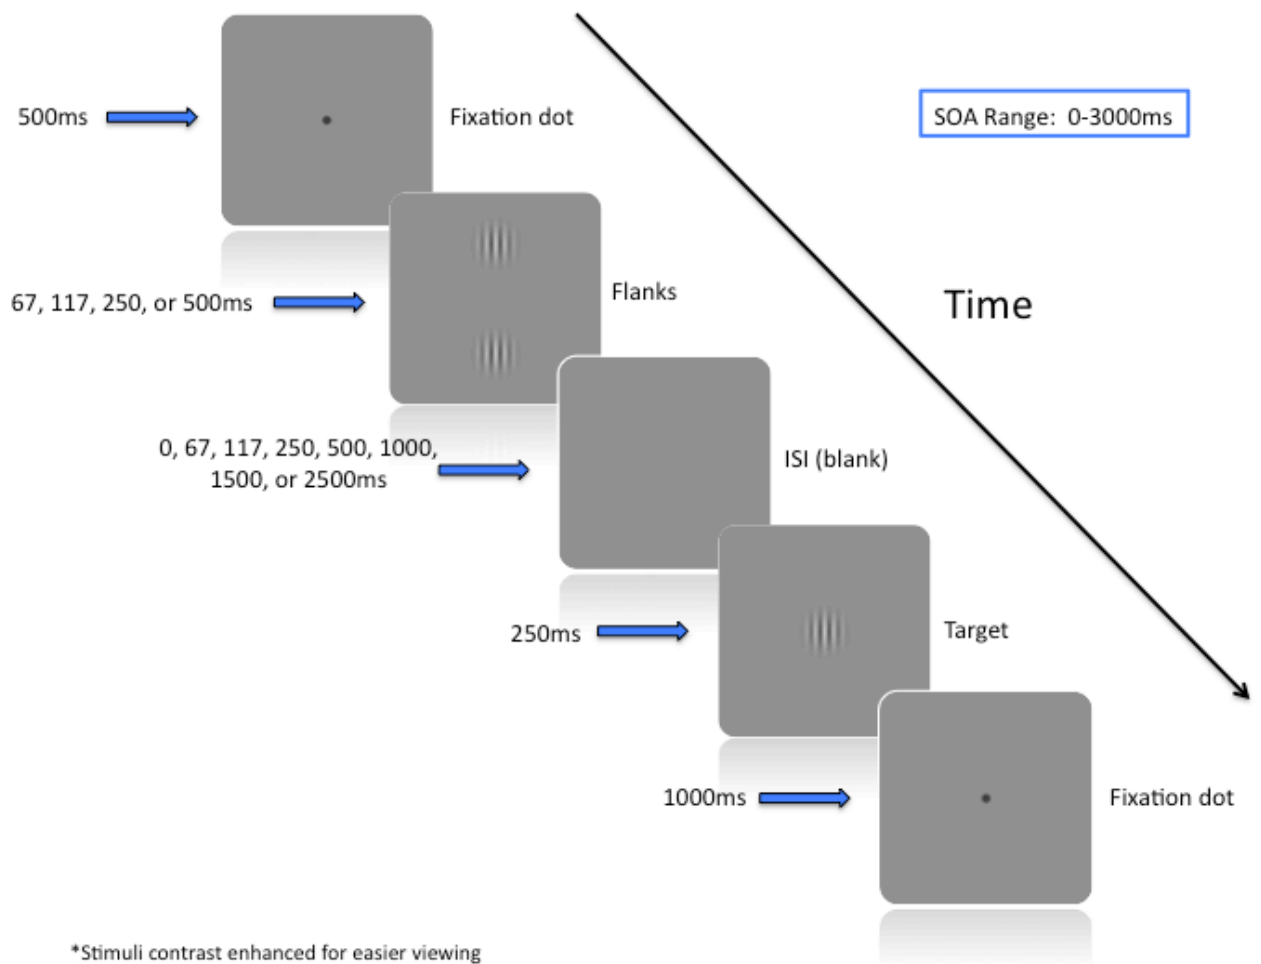 500ms
Fixation dot
SOA Range:  0-3000ms
67, 117, 250, or 500ms
Flanks
Time
0, 67, 117, 250, 500, 1000,
1500, or 2500ms
ISI (blank)
250ms
Target
1000ms
Fixation dot
*Stimuli contrast enhanced for easier viewing